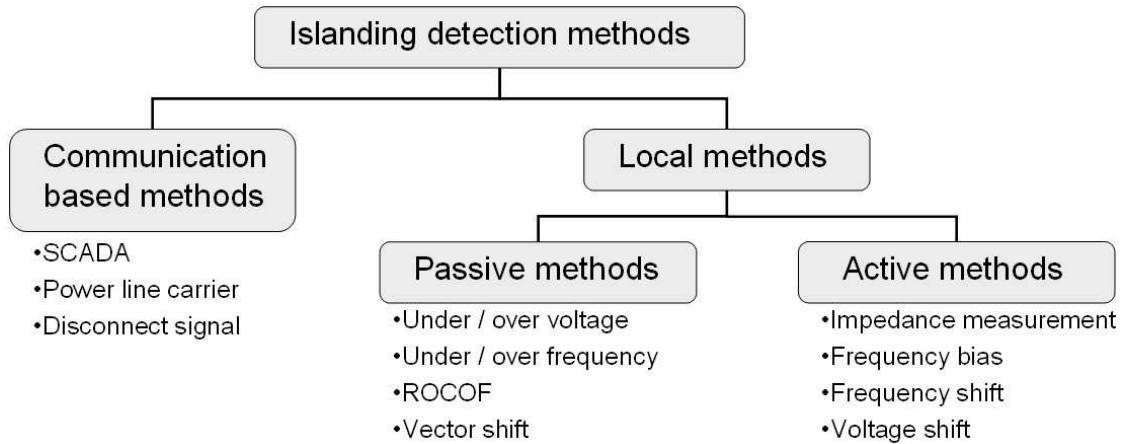 Islanding detection methods
Communication
based methods
•SCADA
•Power line carrier
•Disconnect signal
Local methods
Passive methods
•Under / over voltage
•Under / over frequency
•ROCOF
•Vector shift
Active methods
•Impedance measurement
•Frequency bias
•Frequency shift
•Voltage shift